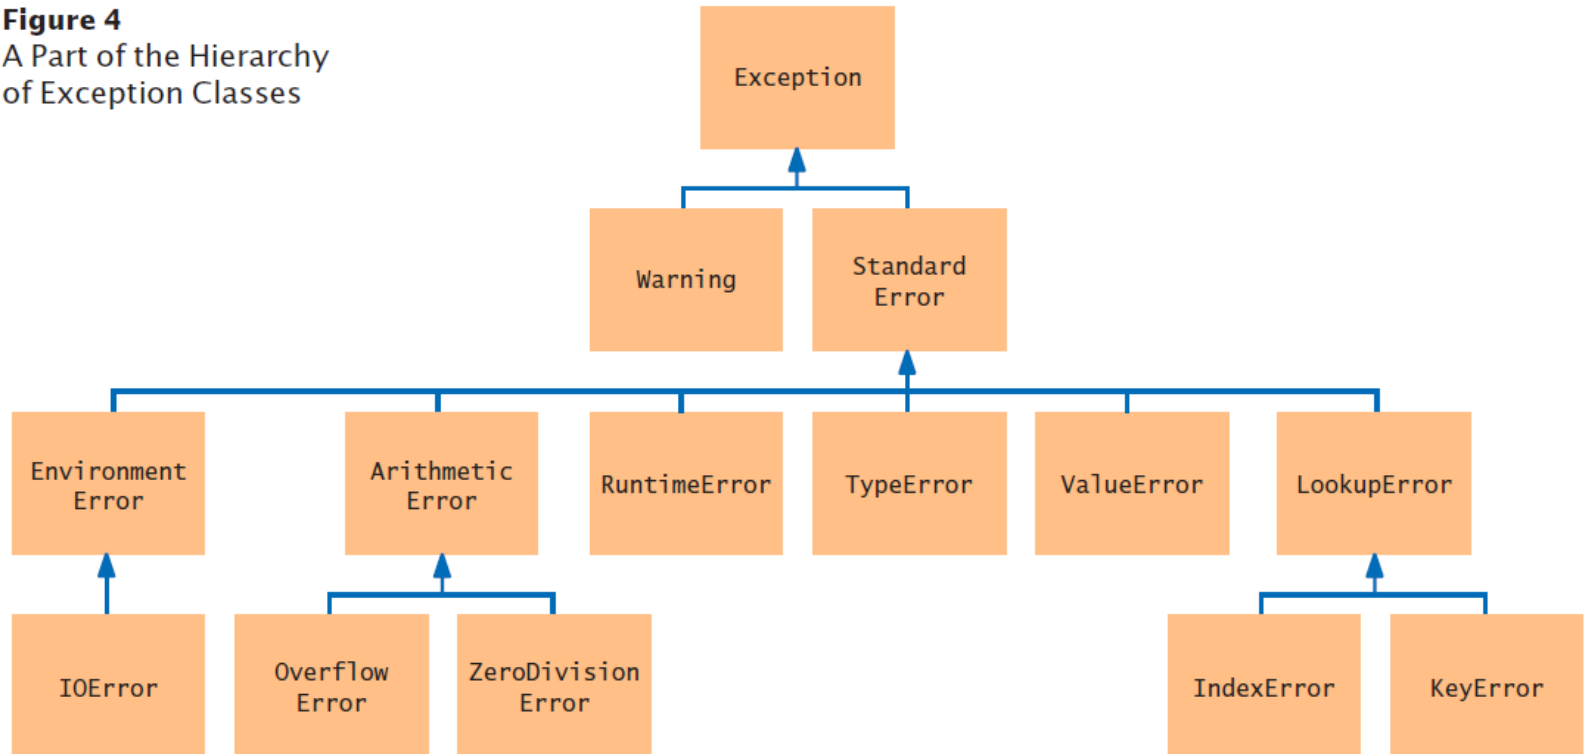 Figure 4
A Part of the Hierarchy
of Exception Classes
Exception
Warning
Standard
Error
Environment
Error
Arithmetic
Error
RuntimeError
TypeError
ValueError
LookupError
IOError
Overflow
Error
ZeroDivision
Error
IndexError
KeyError